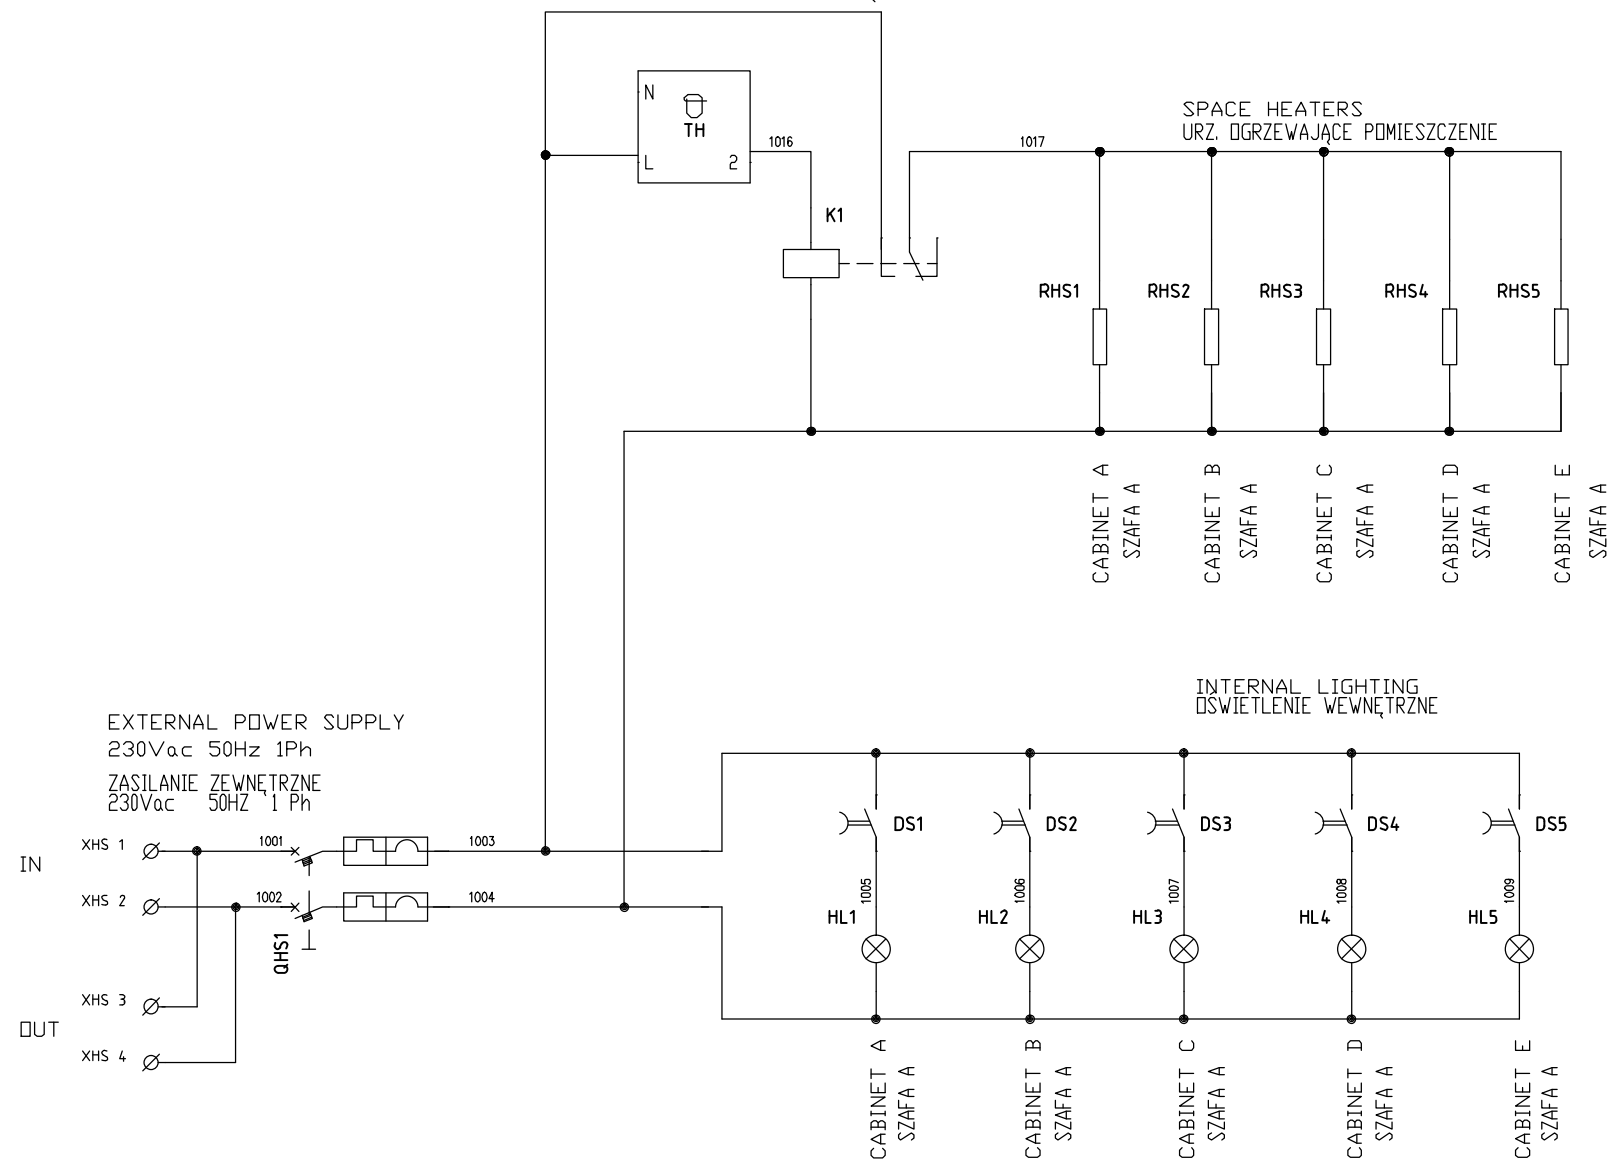 N
TH
L
2
1016
K1
1017
SPACE HEATERS
URZ. OGRZEWAJĄCE POMIESZCZENIE
RHS1
RHS2
RHS3
RHS4
RHS5
CABINET A
SZAFA A
CABINET B
SZAFA A
CABINET C
SZAFA A
CABINET D
SZAFA A
CABINET E
SZAFA A
INTERNAL LIGHTING
OŚWIETLENIE WEWNĘTRZNE
EXTERNAL POWER SUPPLY
230Vac 50Hz 1Ph
ZASILANIE ZEWNĘTRZNE
230Vac 50HZ 1 Ph
IN
XHS 1
XHS 2
OUT
XHS 3
XHS 4
1001
1002
QHS1
1003
1004
DS1
DS2
DS3
DS4
DS5
1005
1006
1007
1008
1009
HL1
HL2
HL3
HL4
HL5
CABINET A
SZAFA A
CABINET B
SZAFA A
CABINET C
SZAFA A
CABINET D
SZAFA A
CABINET E
SZAFA A